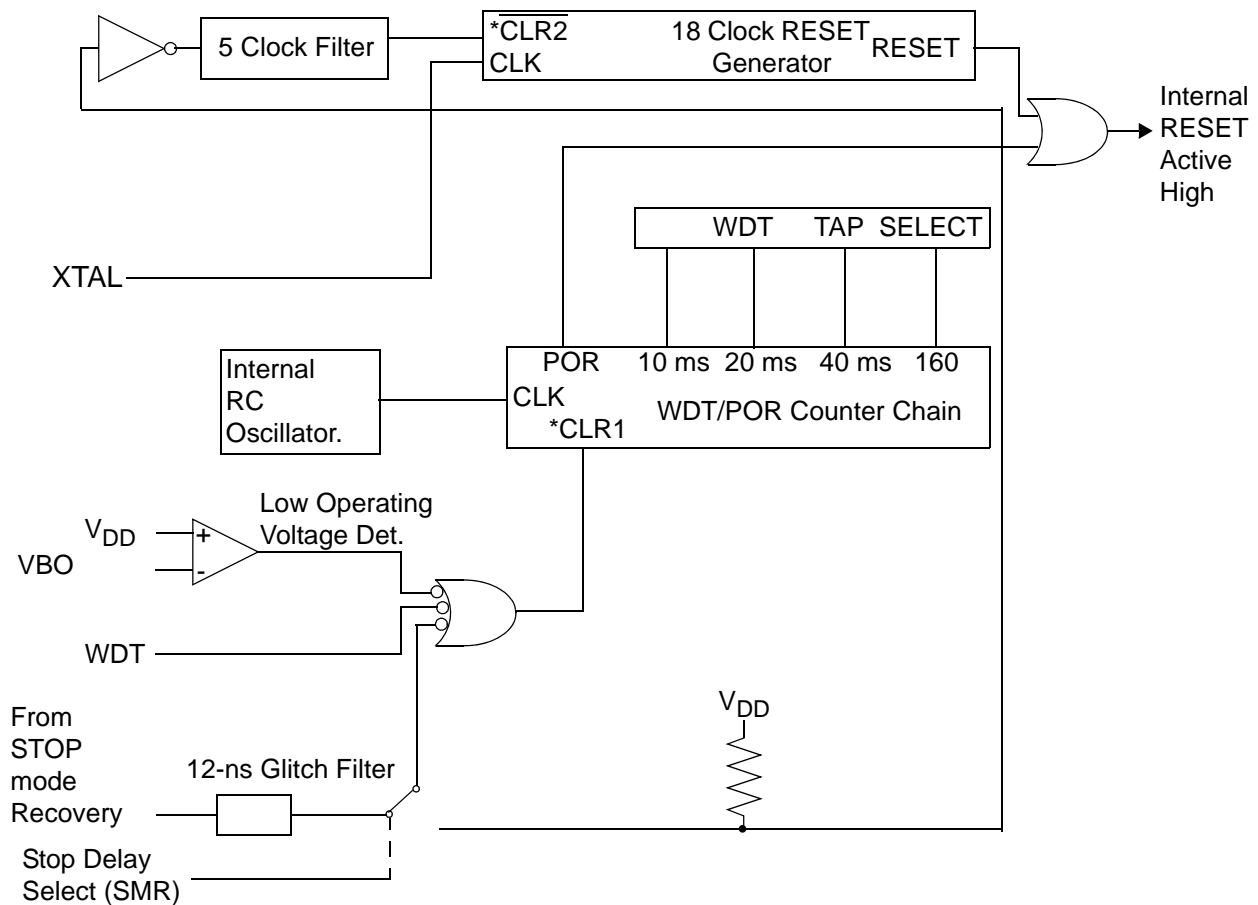 *CLR2
5 Clock Filter
CLK
18 Clock RESET
Generator
RESET
Internal
RESET
Active
High
WDT TAP SELECT
XTAL
POR 10 ms 20 ms 40 ms 160
CLK
WDT/POR Counter Chain
*CLR1
Internal
RC
Oscillator.
Low Operating
Voltage Det.
VDD
+
VBO
-
WDT
From
STOP
mode
Recovery
12-ns Glitch Filter
VDD
Stop Delay
Select (SMR)